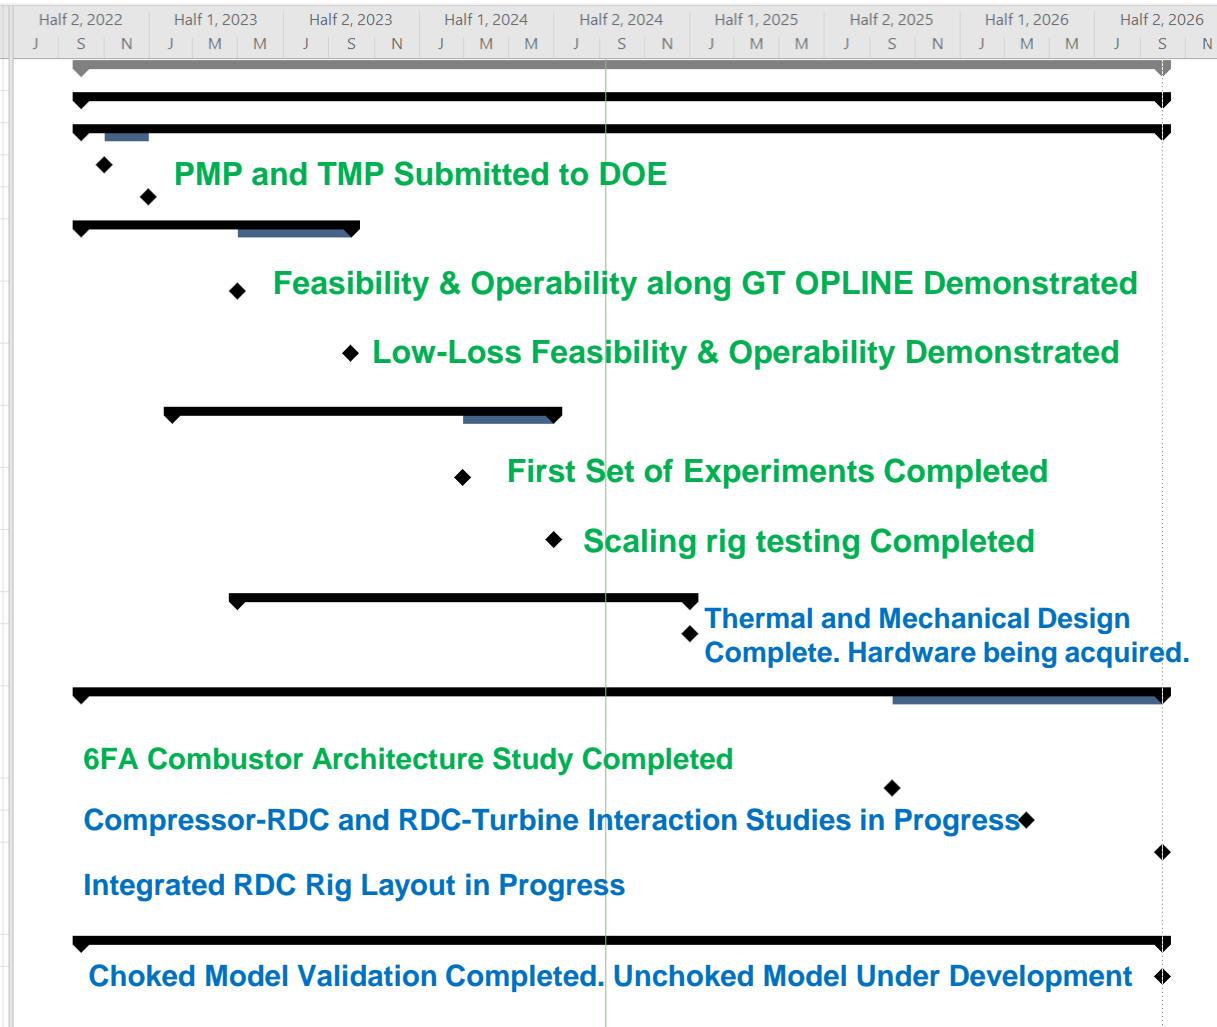 Half 2, 2022 Half 1, 2023 Half 2, 2023 Half 1, 2024 Half 2, 2024 Half 1, 2025 Half 2, 2025 Half 1, 2026 Half 2, 2026
J S N J M M J S N J M M J S N J M M J S N J M M J S N
PMP and TMP Submitted to DOE
Feasibility & Operability along GT OPLINE Demonstrated
Low-Loss Feasibility & Operability Demonstrated
First Set of Experiments Completed
Scaling rig testing Completed
Thermal and Mechanical Design
Complete. Hardware being acquired.
6FA Combustor Architecture Study Completed
Compressor-RDC and RDC-Turbine Interaction Studies in Progress
Integrated RDC Rig Layout in Progress
Choked Model Validation Completed. Unchoked Model Under Development